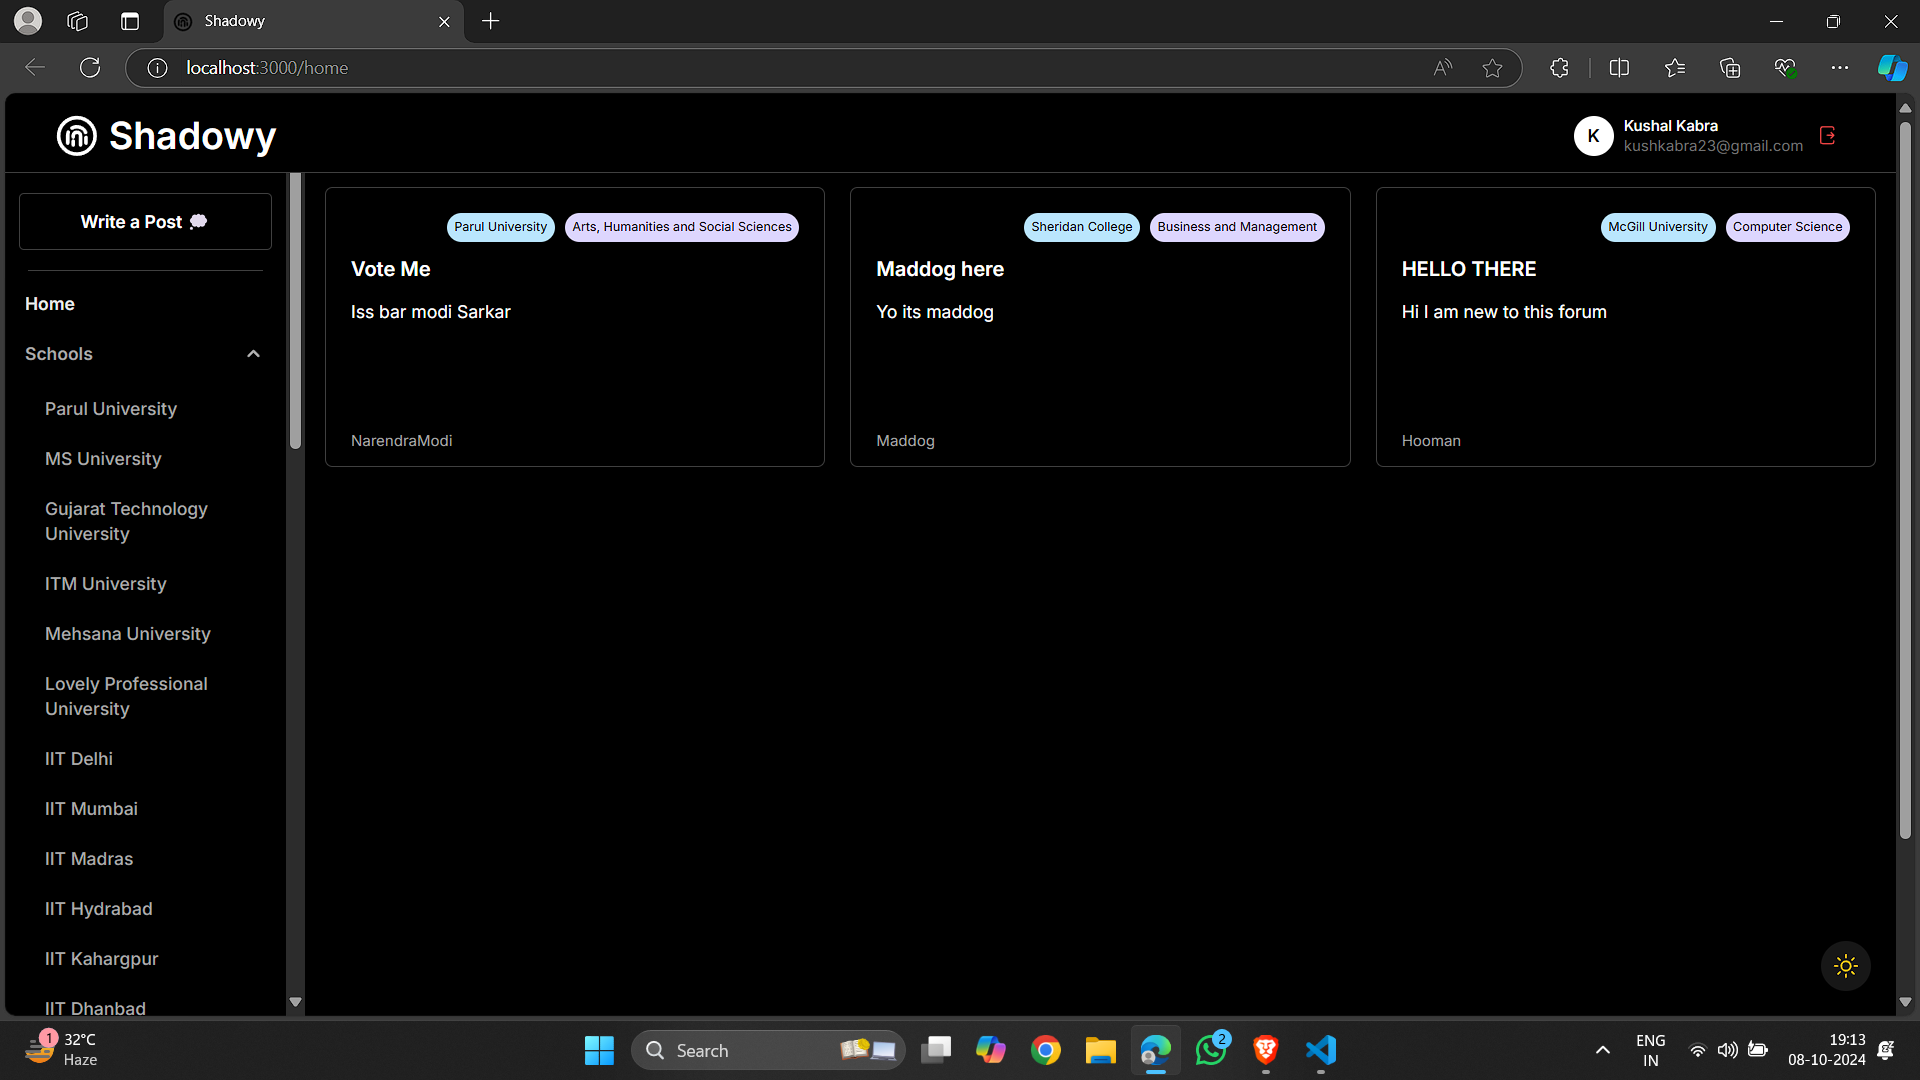 Shadowy
localhost:3000/home
Shadowy
K
Kushal Kabra
kushkabra23@gmail.com
Write a Post
Home
Schools
Parul University
MS University
Gujarat Technology
University
ITM University
Mehsana University
Lovely Professional
University
IIT Delhi
IIT Mumbai
IIT Madras
IIT Hydrabad
IIT Kahargpur
IIT Dhanbad
Parul University
Arts, Humanities and Social Sciences
Vote Me
Iss bar modi Sarkar
NarendraModi
Sheridan College
Business and Management
Maddog here
Yo its maddog
Maddog
McGill University
Computer Science
HELLO THERE
Hi I am new to this forum
Hooman
1
32°C
Haze
Search
2
ENG
IN
19:13
08-10-2024